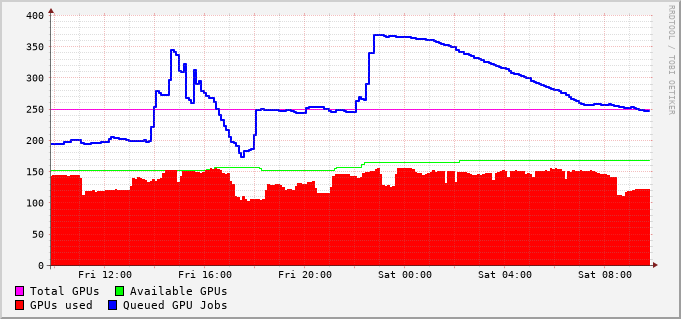 400
350
300
250
200
150
100
50
0
Fri 12:00 Fri 16:00 Fri 20:00 Sat 00:00 Sat 04:00 Sat 08:00
Total GPUs Available GPUs
GPUs used Queued GPU Jobs
RRDTOOL / TOBI OETIKER